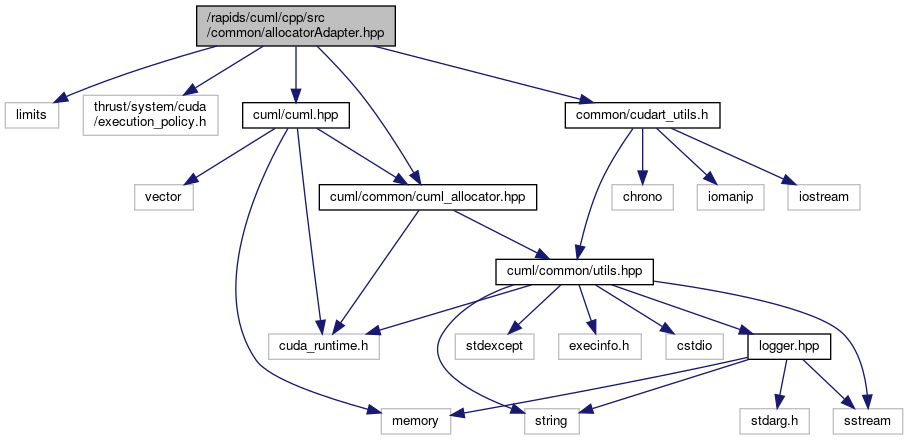 /rapids/cuml/cpp/src
/common/allocatorAdapter.hpp
limits
thrust/system/cuda
/execution_policy.h
cuml/cuml.hpp
common/cudart_utils.h
vector
cuml/common/cuml_allocator.hpp
chrono
iomanip
iostream
cuml/common/utils.hpp
cuda_runtime.h
stdexcept
execinfo.h
cstdio
logger.hpp
memory
string
stdarg.h
sstream